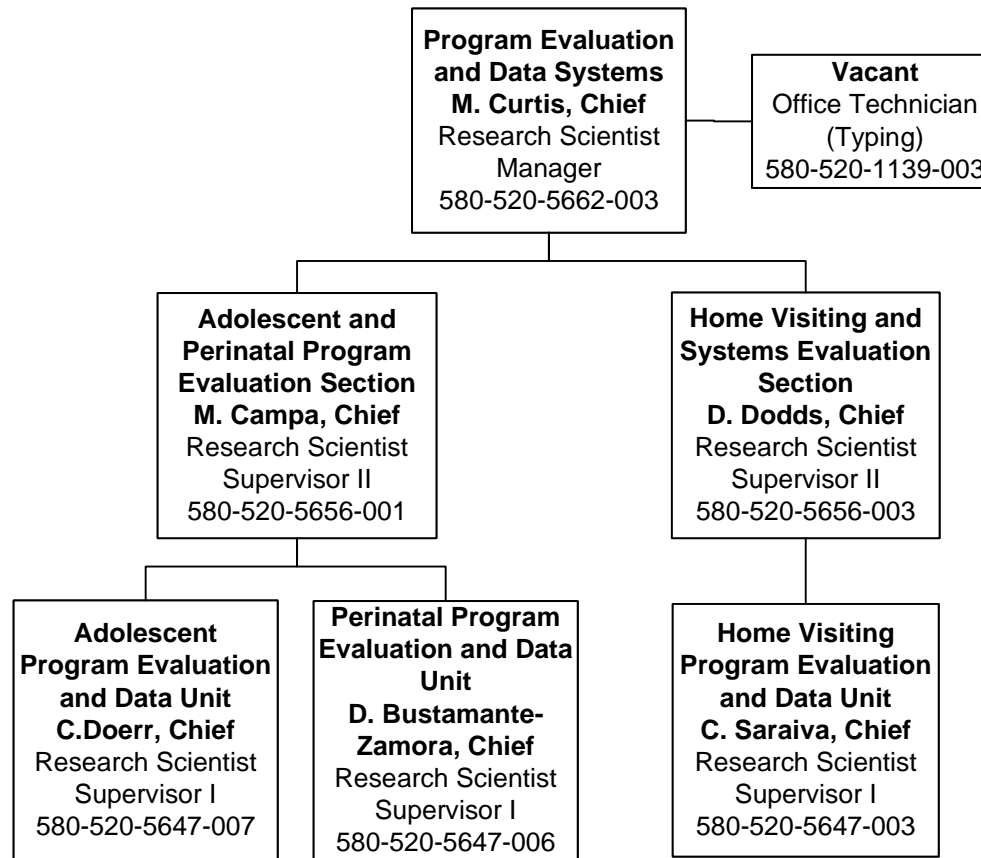 Program Evaluation
and Data Systems
M. Curtis, Chief
Research Scientist
Manager
580-520-5662-003
Vacant
Office Technician
(Typing)
580-520-1139-003
Adolescent and
Perinatal Program
Evaluation Section
M. Campa, Chief
Research Scientist
Supervisor II
580-520-5656-001
Home Visiting and
Systems Evaluation
Section
D. Dodds, Chief
Research Scientist
Supervisor II
580-520-5656-003
Adolescent
Program Evaluation
and Data Unit
C.Doerr, Chief
Research Scientist
Supervisor I
580-520-5647-007
Perinatal Program
Evaluation and Data
Unit
D. Bustamante-
Zamora, Chief
Research Scientist
Supervisor I
580-520-5647-006
Home Visiting
Program Evaluation
and Data Unit
C. Saraiva, Chief
Research Scientist
Supervisor I
580-520-5647-003